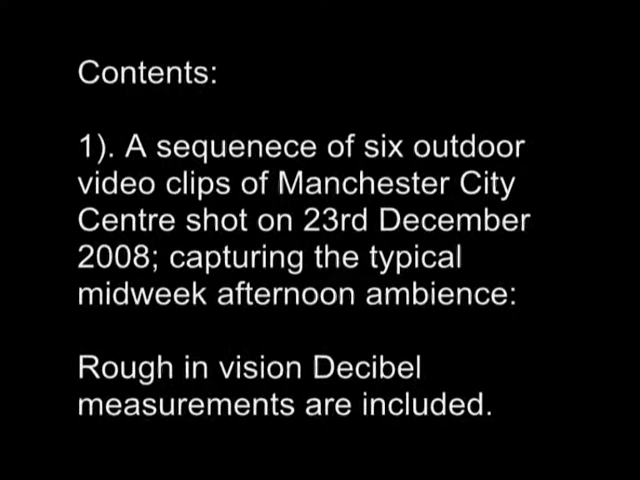 Contents:
1). A sequenece of six outdoor
video clips of Manchester City
Centre shot on 23rd December
2008; capturing the typical
midweek afternoon ambience:
Rough in vision Decibel
measurements are included.